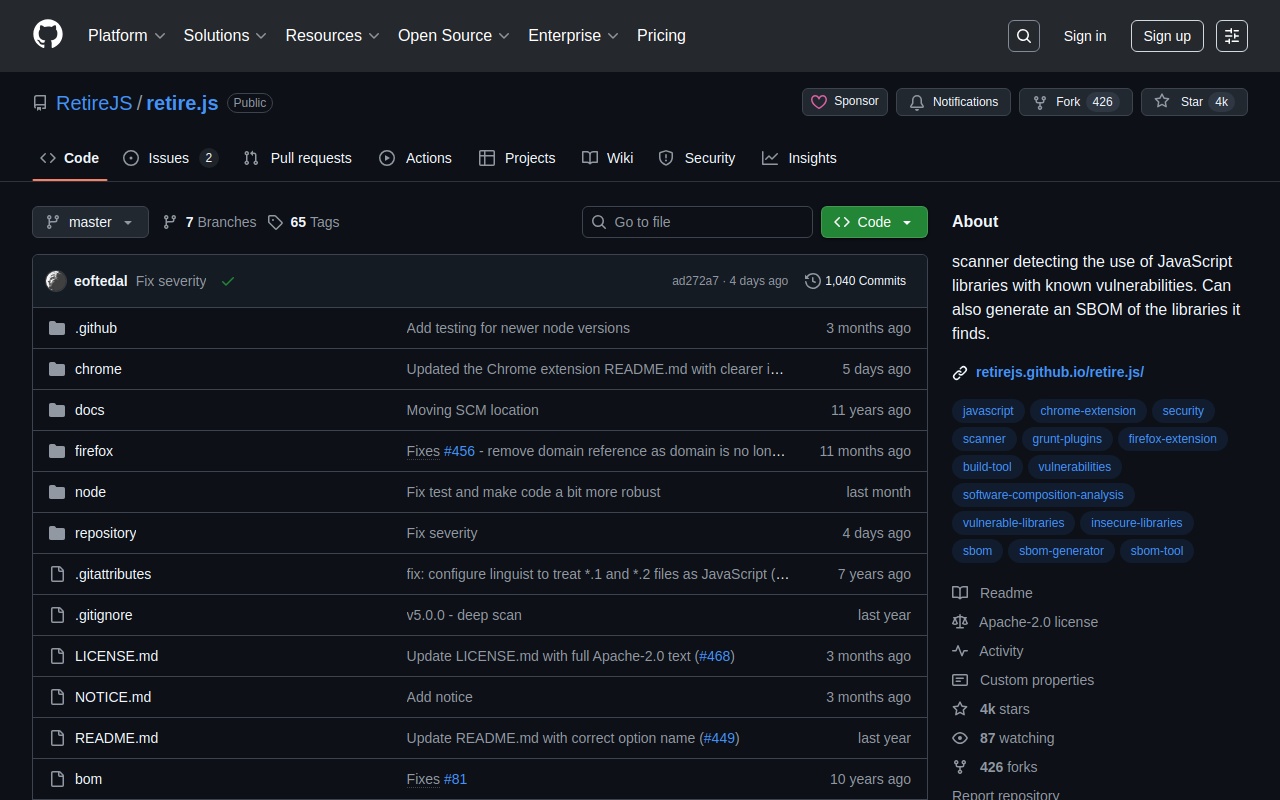 Platform Solutions Resources Open Source Enterprise Pricing Sign in Sign up
RetireJS / retire.js Public Sponsor Notifications Fork 426 Star 4k
Code Issues 2 Pull requests Actions Projects Wiki Security Insights
master 7 Branches 65 Tags Go to file Code
eoftedal Fix severity ad272a7 · 4 days ago 1,040 Commits
.github Add testing for newer node versions 3 months ago
chrome Updated the Chrome extension README.md with clearer i… 5 days ago
docs Moving SCM location 11 years ago
firefox Fixes #456 - remove domain reference as domain is no lon… 11 months ago
node Fix test and make code a bit more robust last month
repository Fix severity 4 days ago
.gitattributes fix: configure linguist to treat *.1 and *.2 files as JavaScript (… 7 years ago
.gitignore v5.0.0 - deep scan last year
LICENSE.md Update LICENSE.md with full Apache-2.0 text (#468) 3 months ago
NOTICE.md Add notice 3 months ago
README.md Update README.md with correct option name (#449) last year
bom Fixes #81 10 years ago
About
scanner detecting the use of JavaScript
libraries with known vulnerabilities. Can
also generate an SBOM of the libraries it
finds.
retirejs.github.io/retire.js/
javascript chrome-extension security
scanner grunt-plugins firefox-extension
build-tool vulnerabilities
software-composition-analysis
vulnerable-libraries insecure-libraries
sbom sbom-generator sbom-tool
Readme
Apache-2.0 license
Activity
Custom properties
4k stars
87 watching
426 forks
Report repository